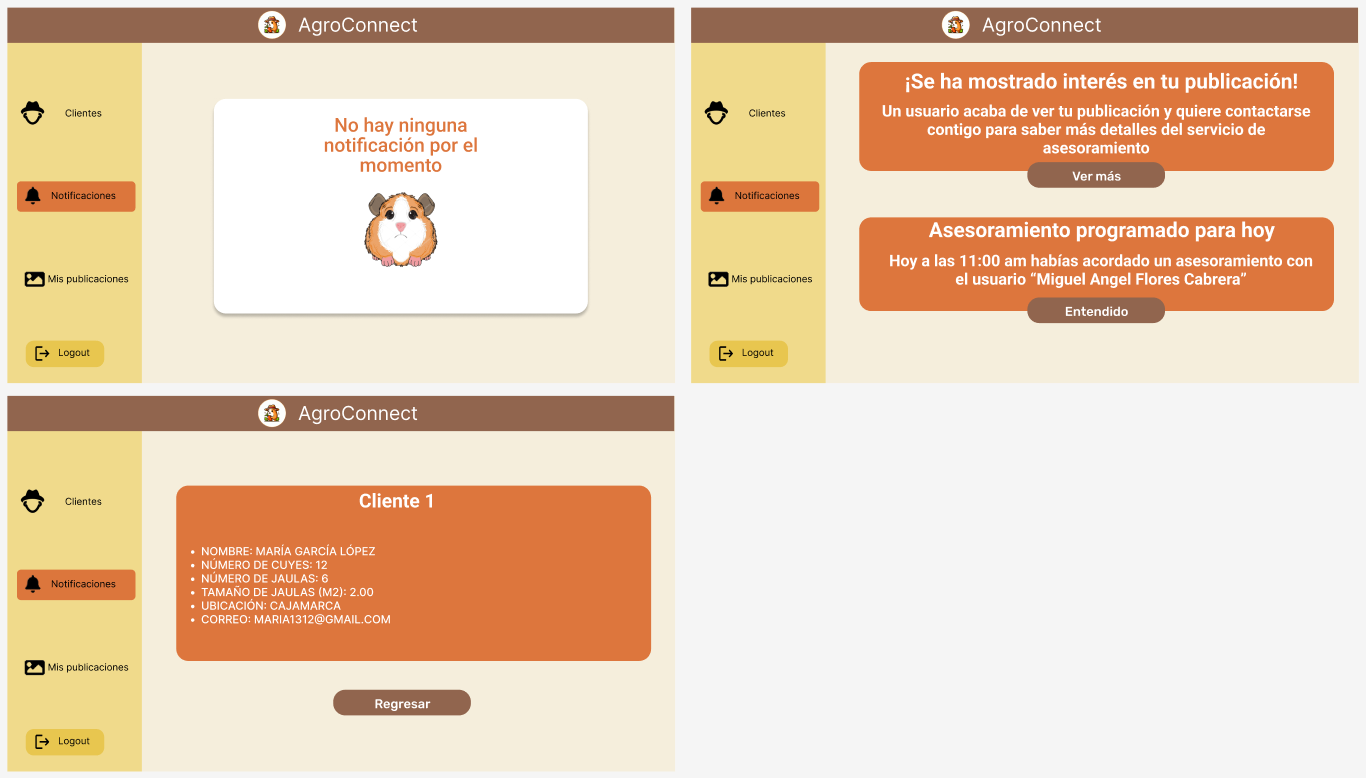 AgroConnect
Clientes
Notificaciones
Mis publicaciones
Logout
No hay ninguna
notificación por el
momento
AgroConnect
Clientes
Notificaciones
Mis publicaciones
Logout
¡Se ha mostrado interés en tu publicación!
Un usuario acaba de ver tu publicación y quiere contactarse
contigo para saber más detalles del servicio de
asesoramiento
Ver más
Asesoramiento programado para hoy
Hoy a las 11:00 am habías acordado un asesoramiento con
el usuario “Miguel Angel Flores Cabrera”
Entendido
AgroConnect
Clientes
Notificaciones
Mis publicaciones
Logout
Cliente 1
• NOMBRE: MARÍA GARCÍA LÓPEZ
• NÚMERO DE CUYES: 12
• NÚMERO DE JAULAS: 6
• TAMAÑO DE JAULAS (M2): 2.00
• UBICACIÓN: CAJAMARCA
• CORREO: MARIA1312@GMAIL.COM
Regresar